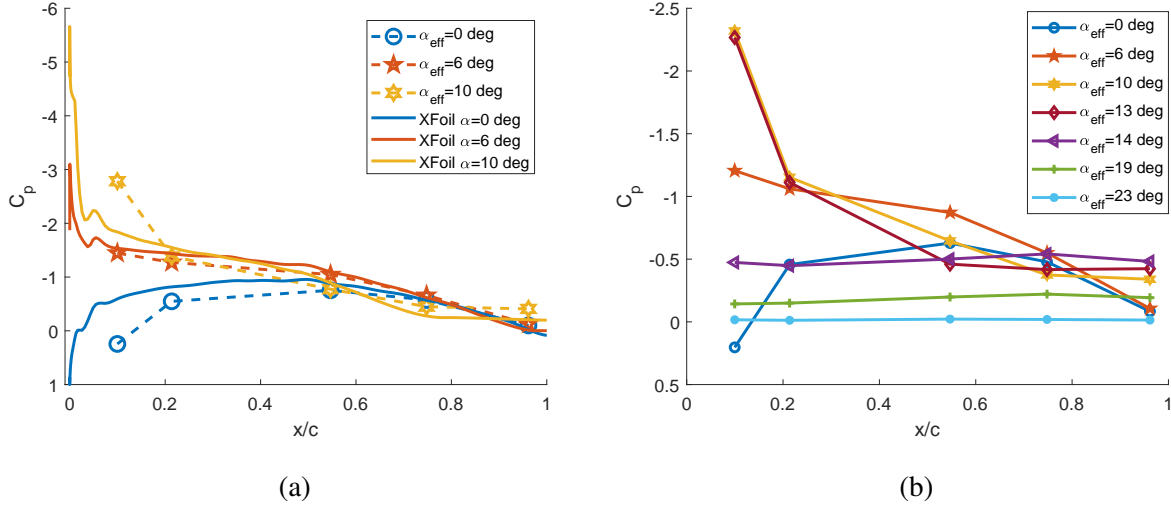 -6
-5
-4
-3
-2
-1
0
1
C_p
0
0.2
0.4
0.6
0.8
1
x/c
α_eff=0 deg
α_eff=6 deg
α_eff=10 deg
XFoil α=0 deg
XFoil α=6 deg
XFoil α=10 deg
(a)
-2.5
-2
-1.5
-1
-0.5
0
0.5
C_p
0
0.2
0.4
0.6
0.8
1
x/c
α_eff=0 deg
α_eff=6 deg
α_eff=10 deg
α_eff=13 deg
α_eff=14 deg
α_eff=19 deg
α_eff=23 deg
(b)